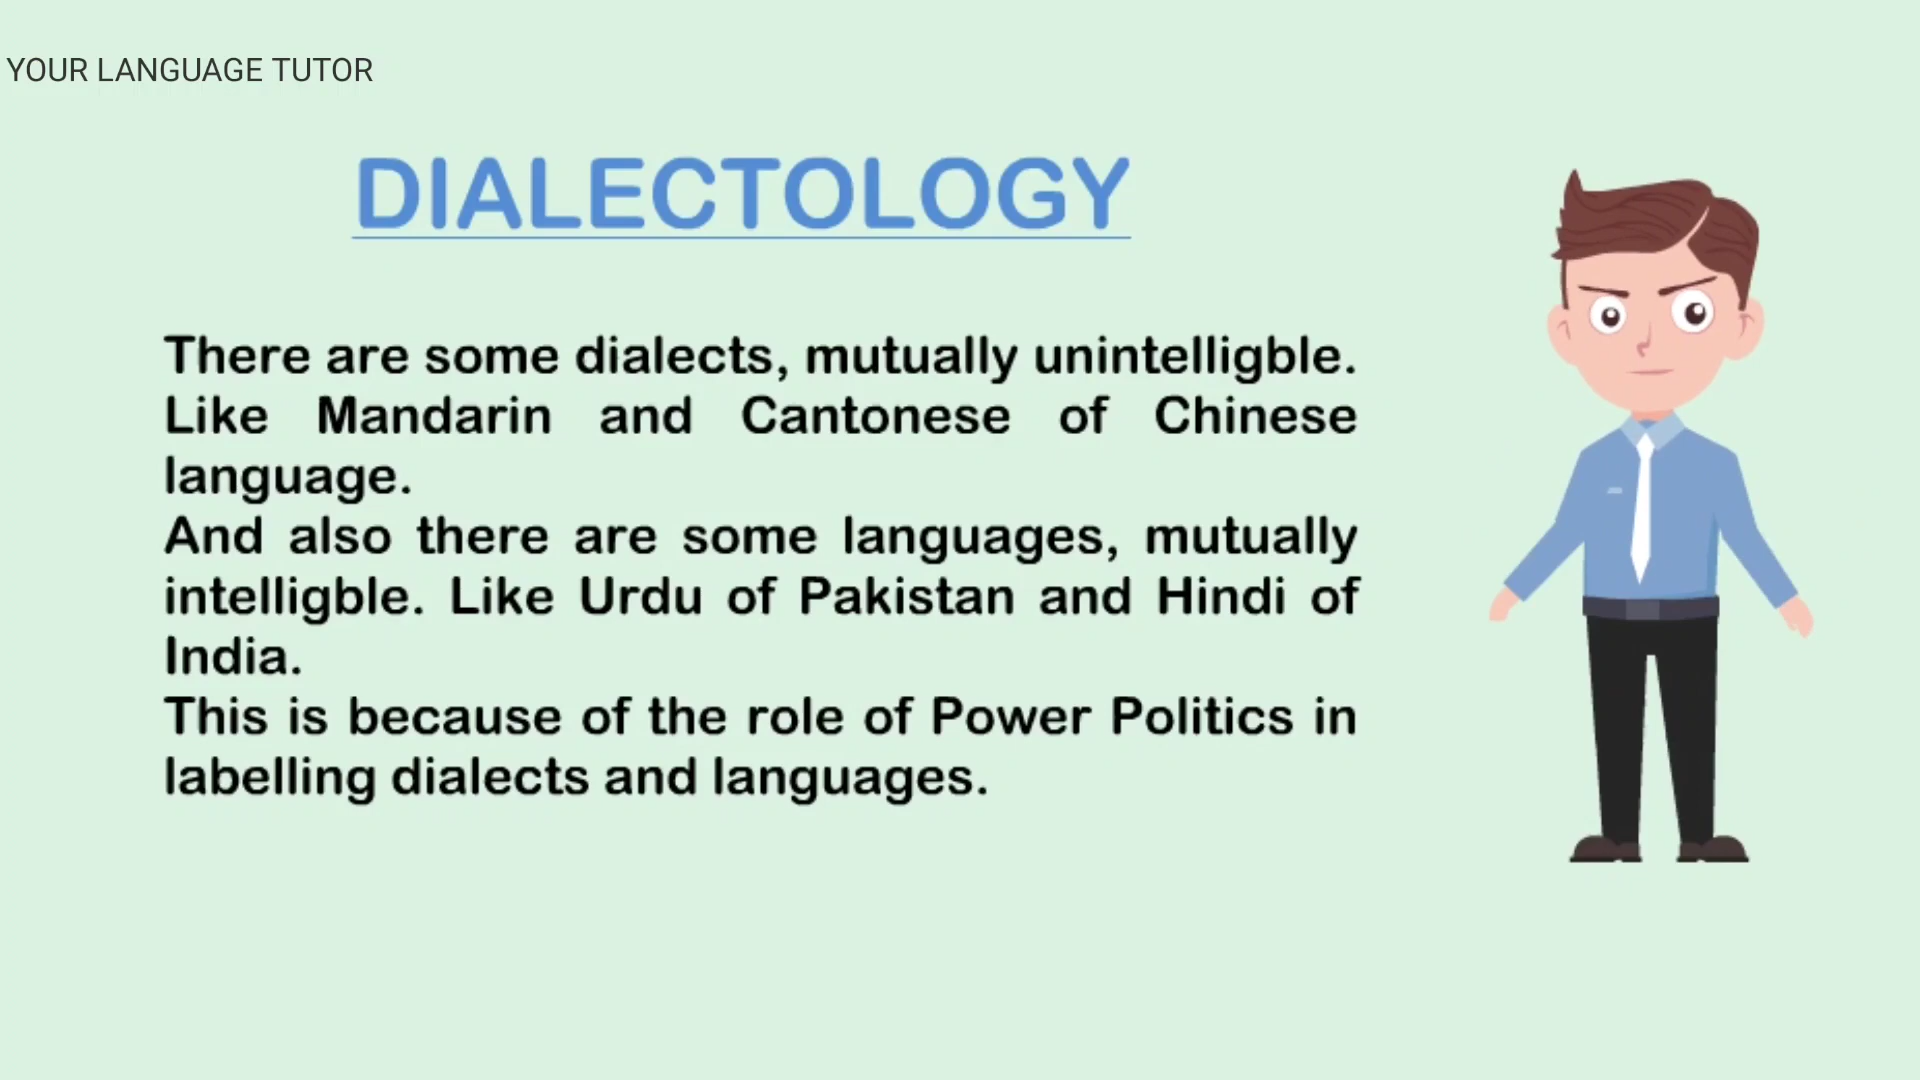 YOUR LANGUAGE TUTOR
DIALECTOLOGY
There are some dialects, mutually unintelligble.
Like Mandarin and Cantonese of Chinese
language.
And also there are some languages, mutually
intelligble. Like Urdu of Pakistan and Hindi of
India.
This is because of the role of Power Politics in
labelling dialects and languages.